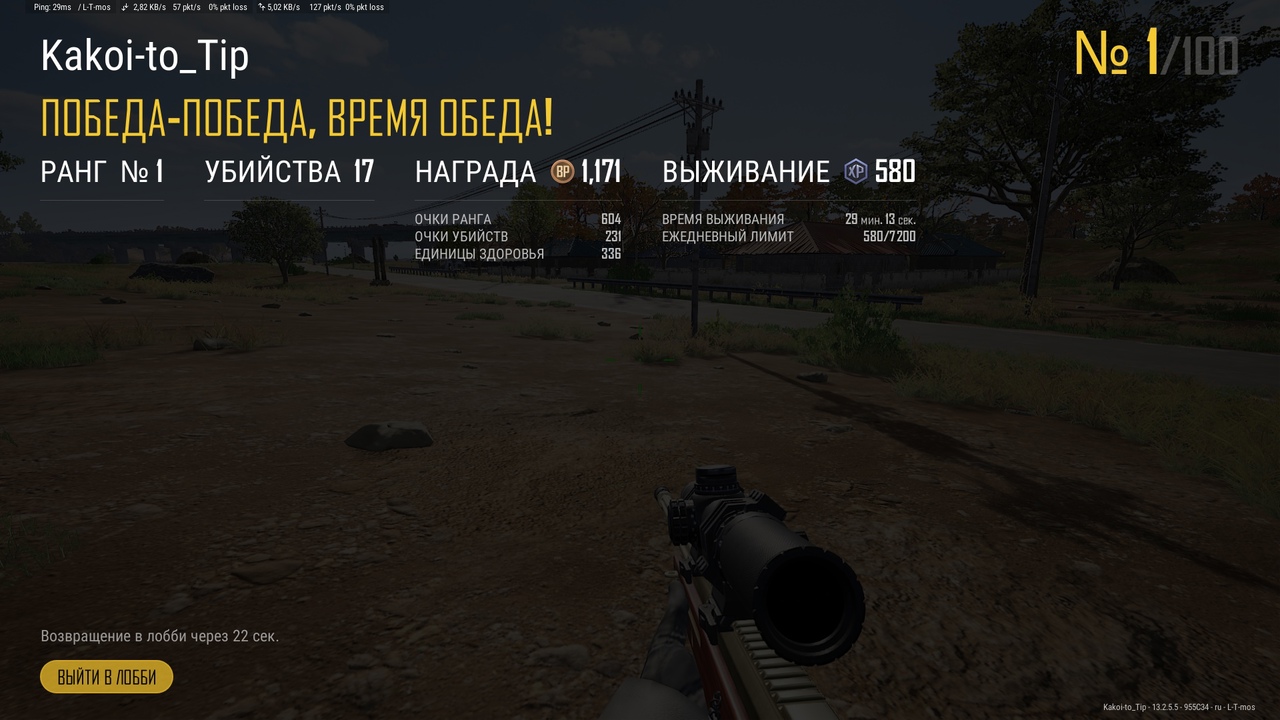 Ping: 29ms / L-T-mos 2,82 KB/s 57 pkt/s 0% pkt loss 5,02 KB/s 127 pkt/s 0% pkt loss
Kakoi-to_Tip
№ 1/100
ПОБЕДА-ПОБЕДА, ВРЕМЯ ОБЕДА!
РАНГ № 1 УБИЙСТВА 17 НАГРАДА BP 1,171 ВЫЖИВАНИЕ XP 580
ОЧКИ РАНГА 604 ВРЕМЯ ВЫЖИВАНИЯ 29 мин. 13 сек.
ОЧКИ УБИЙСТВ 231 ЕЖЕДНЕВНЫЙ ЛИМИТ 580/7200
ЕДИНИЦЫ ЗДОРОВЬЯ 336
Возвращение в лобби через 22 сек.
ВЫЙТИ В ЛОББИ
Kakoi-to_Tip - 13.2.5.5 - 955C34 - ru - L-T-mos